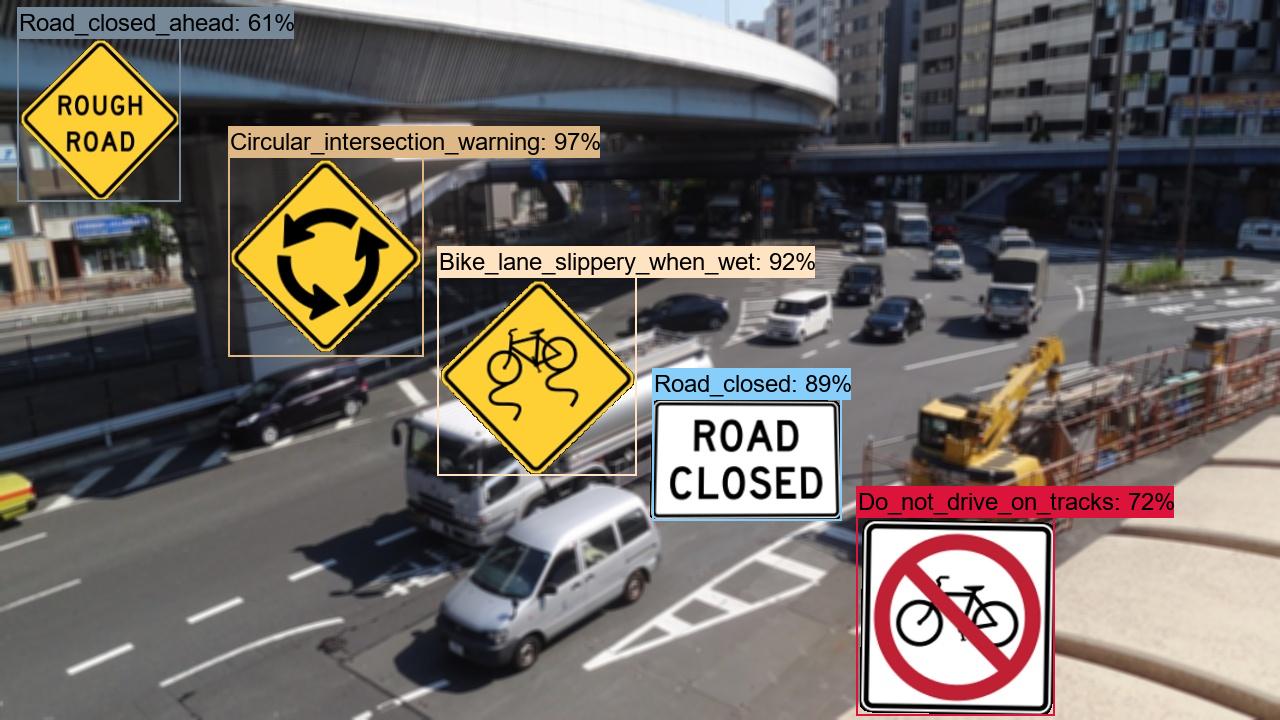 Road_closed_ahead: 61%
ROUGH
ROAD
Circular_intersection_warning: 97%
Bike_lane_slippery_when_wet: 92%
Road_closed: 89%
ROAD
CLOSED
Do_not_drive_on_tracks: 72%